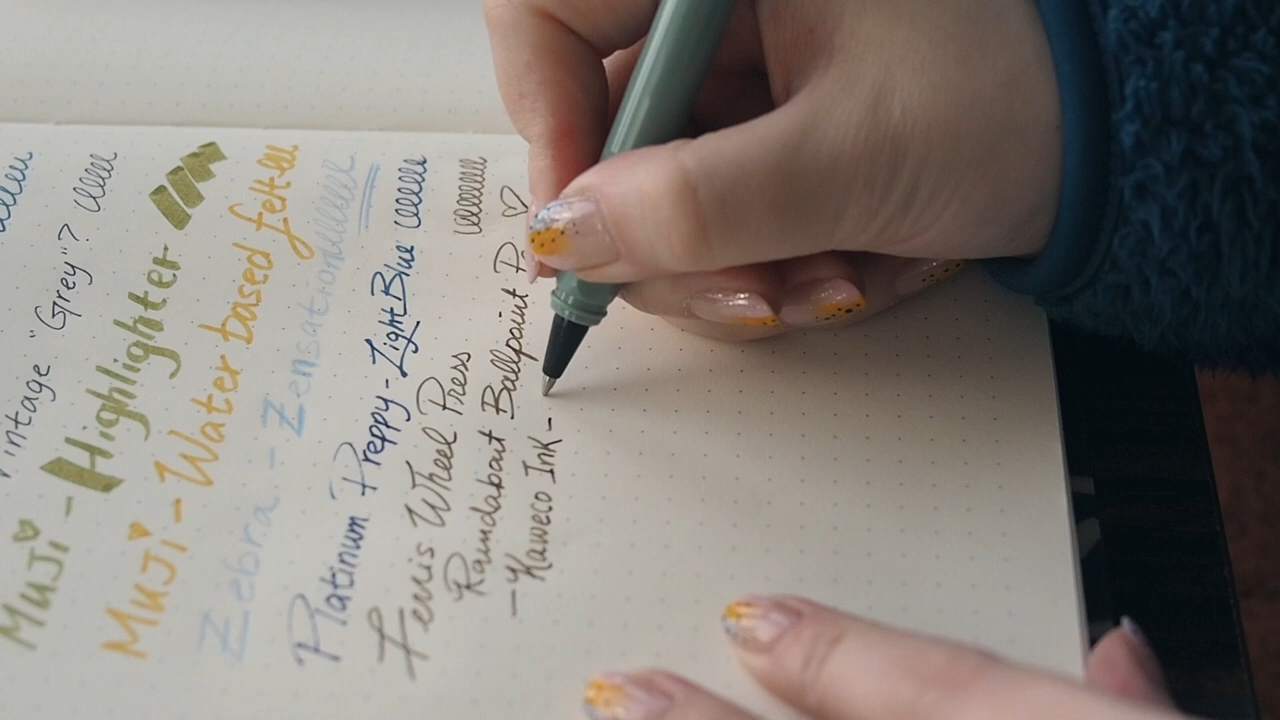 Vintage "Grey"?
MUJI - Highlighter
MUJI - Water based felt
Zebra - Zensations
Platinum Preppy - Light Blue
Ferris Wheel Press
Roundabout Ballpoint P.
- Kaweco Ink -